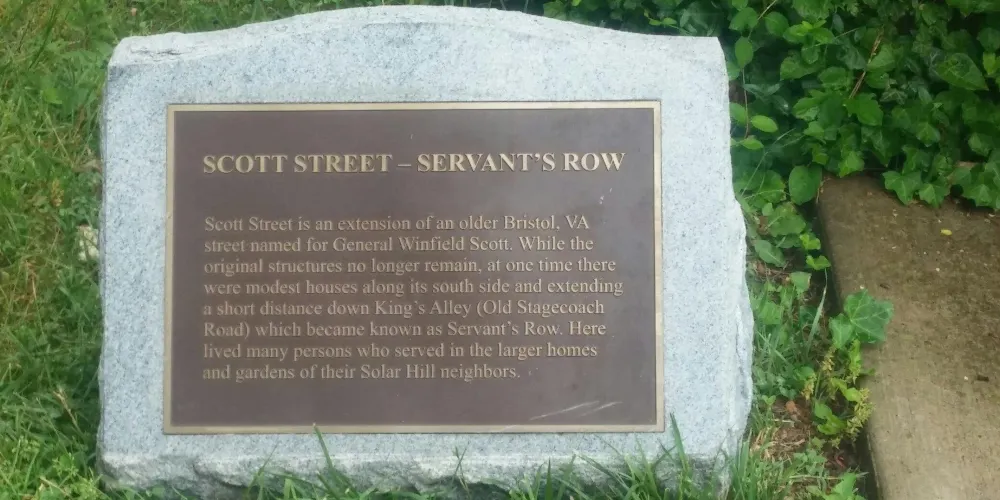 SCOTT STREET – SERVANT'S ROW
Scott Street is an extension of an older Bristol, VA
street named for General Winfield Scott. While the
original structures no longer remain, at one time there
were modest houses along its south side and extending
a short distance down King's Alley (Old Stagecoach
Road) which became known as Servant's Row. Here
lived many persons who served in the larger homes
and gardens of their Solar Hill neighbors.